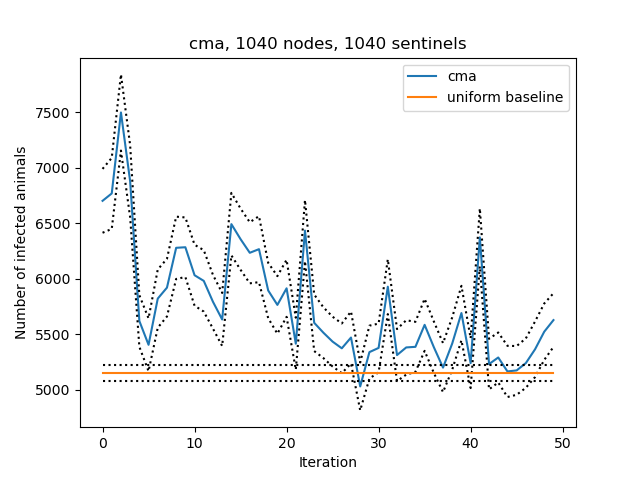 cma, 1040 nodes, 1040 sentinels
cma
uniform baseline
7500
7000
6500
6000
5500
5000
Number of infected animals
0 10 20 30 40 50
Iteration